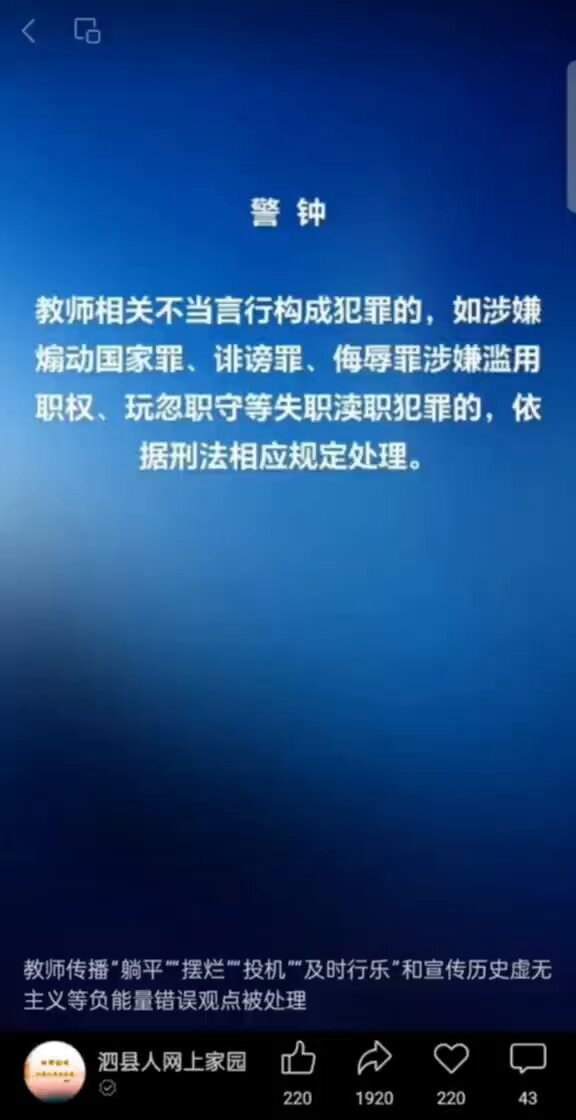 警 钟
教师相关不当言行构成犯罪的，如涉嫌
煽动国家罪、诽谤罪、侮辱罪涉嫌滥用
职权、玩忽职守等失职渎职犯罪的，依
据刑法相应规定处理。
教师传播“躺平”“摆烂”“投机”“及时行乐”和宣传历史虚无
主义等负能量错误观点被处理
泗县人网上家园
220
1920
220
43